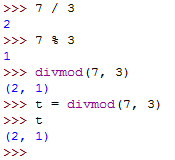 >>> 7 / 3
2
>>> 7 % 3
1
>>> divmod(7, 3)
(2, 1)
>>> t = divmod(7, 3)
>>> t
(2, 1)
>>>